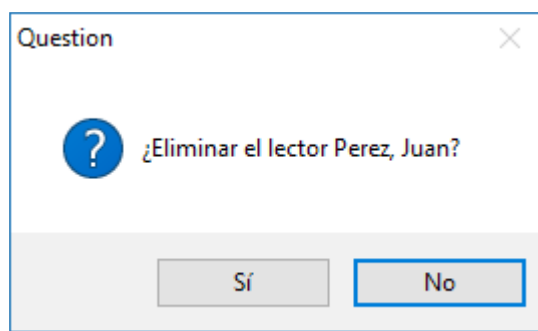 Question
¿Eliminar el lector Perez, Juan?
Sí
No